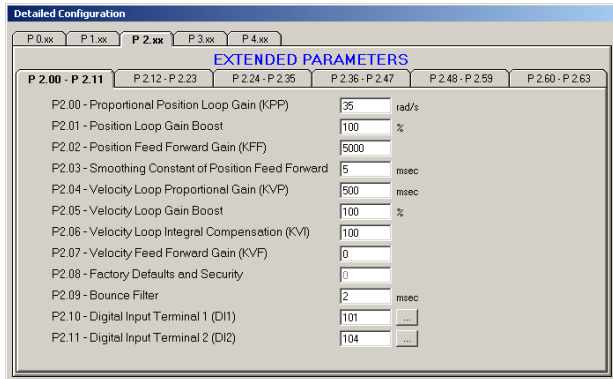 Detailed Configuration
P 0.xx P 1.xx P 2.xx P 3.xx P 4.xx
EXTENDED PARAMETERS
P 2.00 - P 2.11 P 2.12 - P 2.23 P 2.24 - P 2.35 P 2.36 - P 2.47 P 2.48 - P 2.59 P 2.60 - P 2.63
P2.00 - Proportional Position Loop Gain (KPP) 35 rad/s
P2.01 - Position Loop Gain Boost 100 %
P2.02 - Position Feed Forward Gain (KFF) 5000
P2.03 - Smoothing Constant of Position Feed Forward 5 msec
P2.04 - Velocity Loop Proportional Gain (KVP) 500 msec
P2.05 - Velocity Loop Gain Boost 100 %
P2.06 - Velocity Loop Integral Compensation (KVI) 100
P2.07 - Velocity Feed Forward Gain (KVF) 0
P2.08 - Factory Defaults and Security 0
P2.09 - Bounce Filter 2 msec
P2.10 - Digital Input Terminal 1 (DI1) 101 ...
P2.11 - Digital Input Terminal 2 (DI2) 104 ...